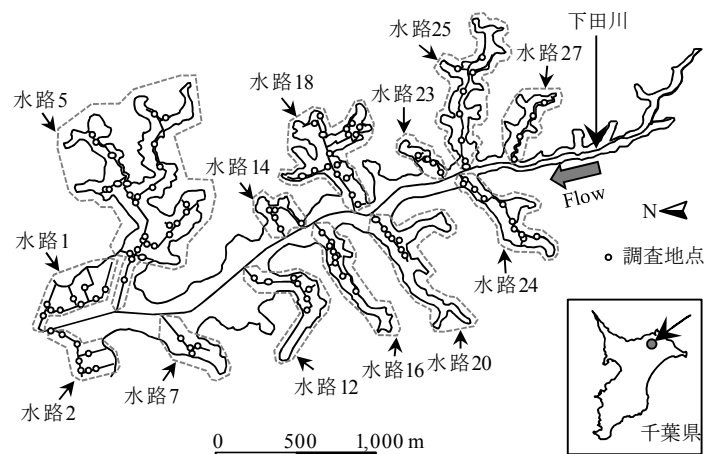 下田川
水路25
水路27
水路18
水路23
水路5
水路14
Flow
N
調査地点
水路1
水路24
水路20
水路16
水路12
水路7
水路2
千葉県
0 500 1,000 m